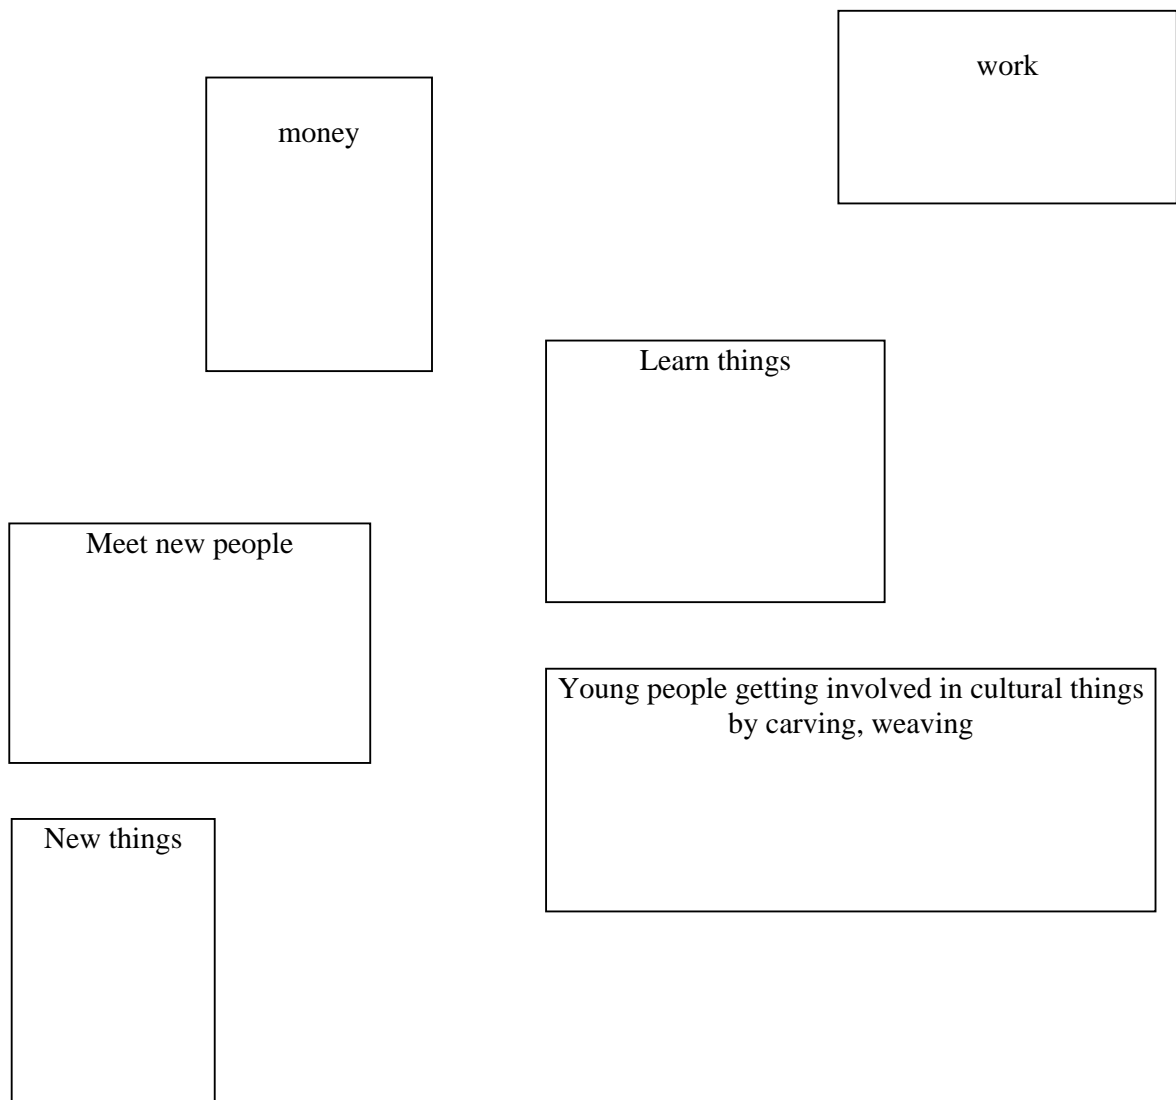 work
money
Learn things
Meet new people
Young people getting involved in cultural things
by carving, weaving
New things